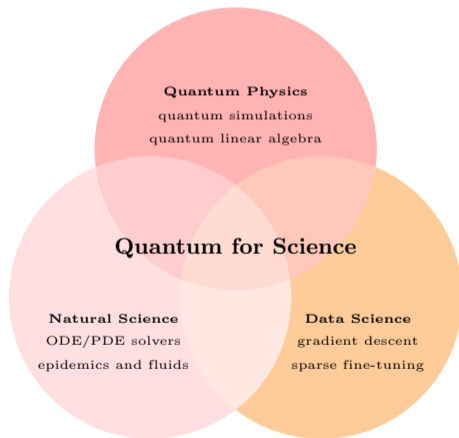 Quantum Physics
quantum simulations
quantum linear algebra
Quantum for Science
Natural Science
ODE/PDE solvers
epidemics and fluids
Data Science
gradient descent
sparse fine-tuning